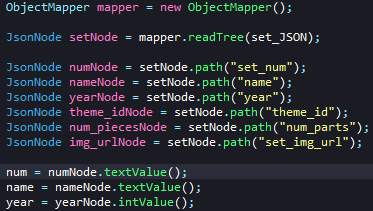 ObjectMapper mapper = new ObjectMapper();
JsonNode setNode = mapper.readTree(set_JSON);
JsonNode numNode = setNode.path("set_num");
JsonNode nameNode = setNode.path("name");
JsonNode yearNode = setNode.path("year");
JsonNode theme_idNode = setNode.path("theme_id");
JsonNode num_piecesNode = setNode.path("num_parts");
JsonNode img_urlNode = setNode.path("set_img_url");
num = numNode.textValue();
name = nameNode.textValue();
year = yearNode.intValue();